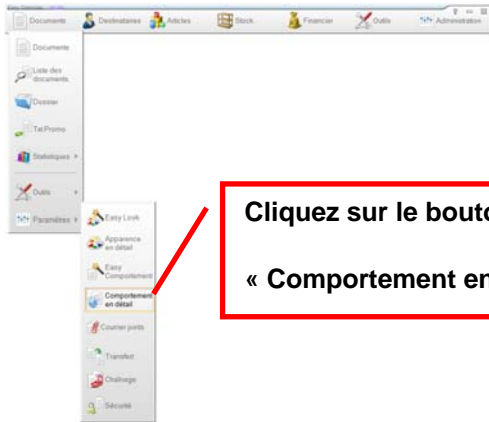 Documents Destinataires Articles Stock Financier Outils Administration
Documents
Liste des
documents
Dossier
Tar.Promo
Statistiques
Outils
Paramètres
Easy Look
Apparence
en détail
Easy
Comportement
Comportement
en détail
Courrier joints
Transfert
Chaînage
Sécurité
Cliquez sur le bouto
« Comportement en